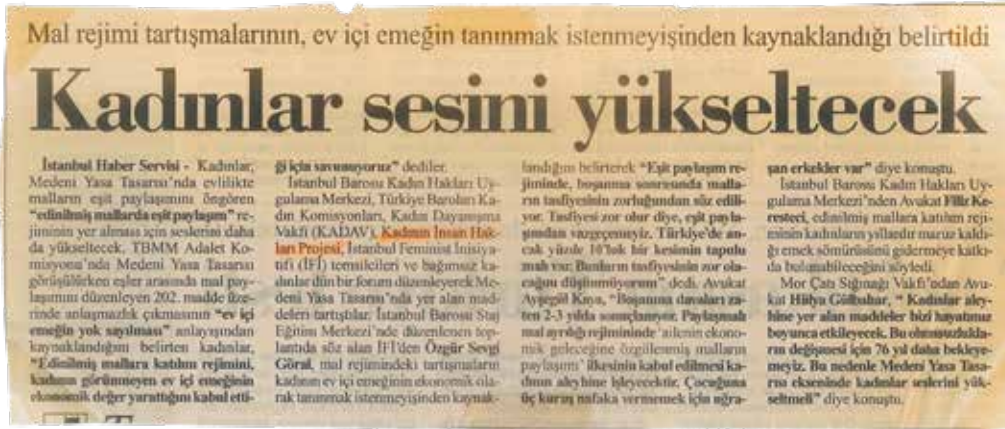 Mal rejimi tartışmalarının, ev içi emeğin tanınmak istenmeyişinden kaynaklandığı belirtildi
Kadınlar sesini yükseltecek
İstanbul Haber Servisi - Kadınlar,
Medeni Yasa Tasarısı'nda evlilikte
malların eşit paylaşımını öngören
"edinilmiş mallarda eşit paylaşım" re-
jiminin yer alması için seslerini daha
da yükseltecek. TBMM Adalet Ko-
misyonu'nda Medeni Yasa Tasarısı
görüşülürken eşler arasında mal pay-
laşımını düzenleyen 202. madde üze-
rinde anlaşmazlık çıkmasının "ev içi
emeğin yok sayılması" anlayışından
kaynaklandığını belirten kadınlar,
"Edinilmiş mallara katılım rejimini,
kadının görünmeyen ev içi emeğinin
ekonomik değer yarattığını kabul etti-
ği için savunuyoruz" dediler.
İstanbul Barosu Kadın Hakları Uy-
gulama Merkezi, Türkiye Baroları Ka-
dın Komisyonları, Kadın Dayanışma
Vakfı (KADAV), Kadının İnsan Hak-
ları Projesi, İstanbul Feminist İnisiya-
tifi (İFİ) temsilcileri ve bağımsız ka-
dınlar dün bir forum düzenleyerek Me-
deni Yasa Tasarısı'nda yer alan mad-
deleri tartıştılar. İstanbul Barosu Staj
Eğitim Merkezi'nde düzenlenen top-
lantıda söz alan İFİ'den Özgür Sevgi
Göral, mal rejimindeki tartışmaların
kadının ev içi emeğinin ekonomik ola-
rak tanınmak istenmeyişinden kaynak-
landığını belirterek "Eşit paylaşım re-
jiminde, boşanma sonrasında malla-
rın tasfiyesinin zorluğundan söz edili-
yor. Tasfiyesi zor olur diye, eşit payla-
şımdan vazgeçemeyiz. Türkiye'de an-
cak yüzde 10'luk bir kesimin tapulu
malı var. Bunların tasfiyesinin zor ola-
cağını düşünmüyorum" dedi. Avukat
Ayşegül Kaya, "Boşanma davaları za-
ten 2-3 yılda sonuçlanıyor. Paylaşmalı
mal ayrılığı rejimininde 'ailenin ekono-
mik geleceğine özgülenmiş malların
paylaşımı' ilkesinin kabul edilmesi ka-
dının aleyhine işleyecektir. Çocuğuna
üç kuruş nafaka vermemek için uğra-
şan erkekler var" diye konuştu.
İstanbul Barosu Kadın Hakları Uy-
gulama Merkezi'nden Avukat Filiz Ke-
resteci, edinilmiş mallara katılım reji-
minin kadınların yıllardır maruz kaldı-
ğı emek sömürüsünü gidermeye katkı-
da bulunabileceğini söyledi.
Mor Çatı Sığınağı Vakfı'ndan Avu-
kat Hülya Gülbahar, " Kadınlar aley-
hine yer alan maddeler bizi hayatımız
boyunca etkileyecek. Bu olumsuzlukla-
rın değişmesi için 76 yıl daha bekleye-
meyiz. Bu nedenle Medeni Yasa Tasa-
rısı ekseninde kadınlar seslerini yük-
seltmeli" diye konuştu.